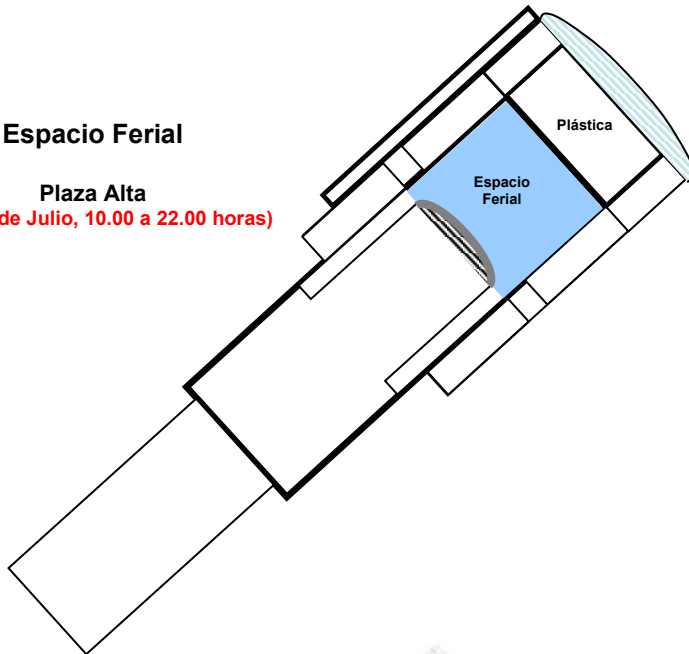 Espacio Ferial
Plaza Alta
de Julio, 10.00 a 22.00 horas)
Plástica
Espacio
Ferial